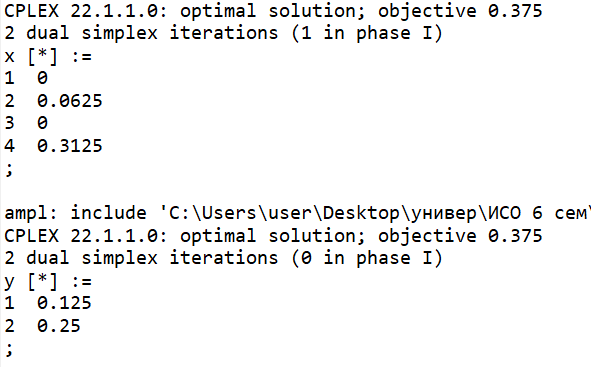 CPLEX 22.1.1.0: optimal solution; objective 0.375
2 dual simplex iterations (1 in phase I)
x [*] :=
1  0
2  0.0625
3  0
4  0.3125
;
ampl: include 'C:\Users\user\Desktop\универ\ИСО 6 сем\
CPLEX 22.1.1.0: optimal solution; objective 0.375
2 dual simplex iterations (0 in phase I)
y [*] :=
1  0.125
2  0.25
;